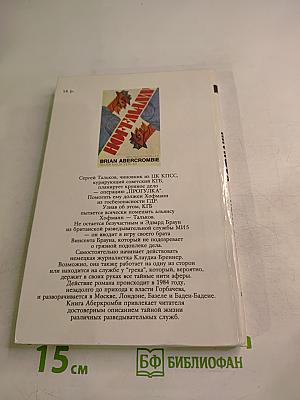 14 р.
BRIAN ABERCROMBIE
Сергей Тальков, чиновник из ЦК КПСС,
курирующий советский КГБ,
планирует крупное дело
— операцию „ПРОГУЛКА".
Помогать ему должен Хофманн
из госбезопасности ГДР.
Узнав об этом, КГБ
пытается всячески помешать альянсу
Хофманн — Тальков.
Не остается безучастным и Эдвард Браун
из британской разведывательной службы МИ5
— он вводит в игру своего брата
Винсента Брауна, который не подозревает
о грязной подоплеке дела.
Самостоятельно начинает действовать
немецкая журналистка Клаудиа Бреннер.
Возможно, она также работает на одну из сторон
или находится на службе у "грека", который, вероятно,
держит в своих руках все тайные нити аферы.
Действие романа происходит в 1984 году,
незадолго до прихода к власти Горбачева,
и разворачивается в Москве, Лондоне, Базеле и Баден-Бадене.
Книга Аберкромби привлекает читателя
достоверным описанием тайной жизни
различных разведывательных служб.
15 см
БФ БИБЛИОФАН